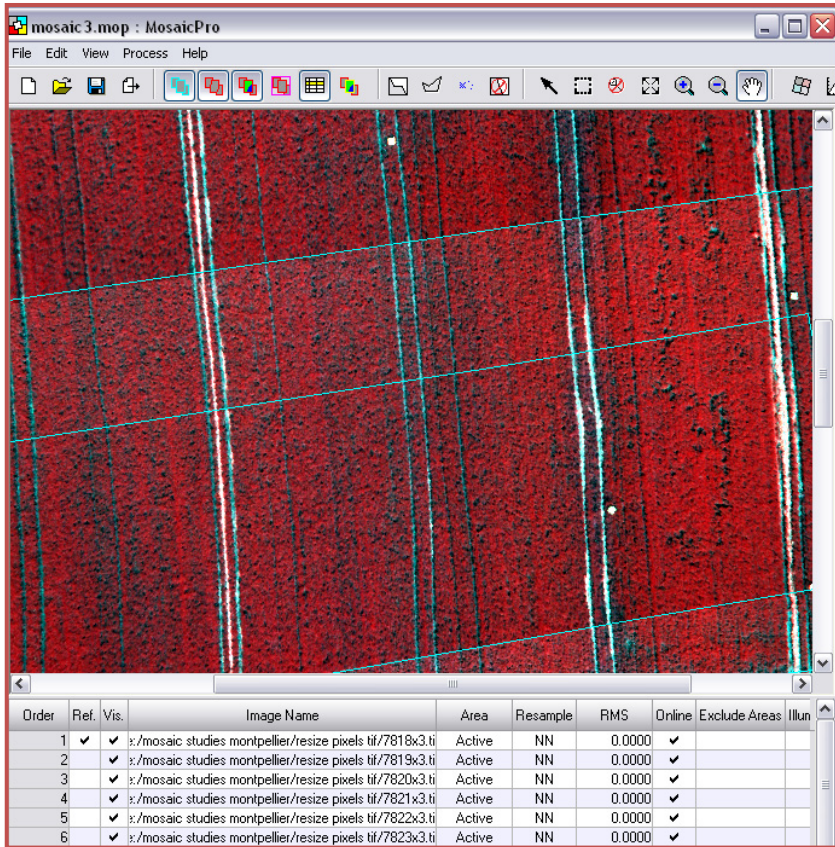 mosaic 3.mop : MosaicPro
File Edit View Process Help
Order Ref. Vis. Image Name Area Resample RMS Online Exclude Areas Illum
1 ✔ ✔ e:/mosaic studies montpellier/resize pixels tif/7818x3.ti Active NN 0.0000 ✔
2 ✔ e:/mosaic studies montpellier/resize pixels tif/7819x3.ti Active NN 0.0000 ✔
3 ✔ e:/mosaic studies montpellier/resize pixels tif/7820x3.ti Active NN 0.0000 ✔
4 ✔ e:/mosaic studies montpellier/resize pixels tif/7821x3.ti Active NN 0.0000 ✔
5 ✔ e:/mosaic studies montpellier/resize pixels tif/7822x3.ti Active NN 0.0000 ✔
6 ✔ e:/mosaic studies montpellier/resize pixels tif/7823x3.ti Active NN 0.0000 ✔